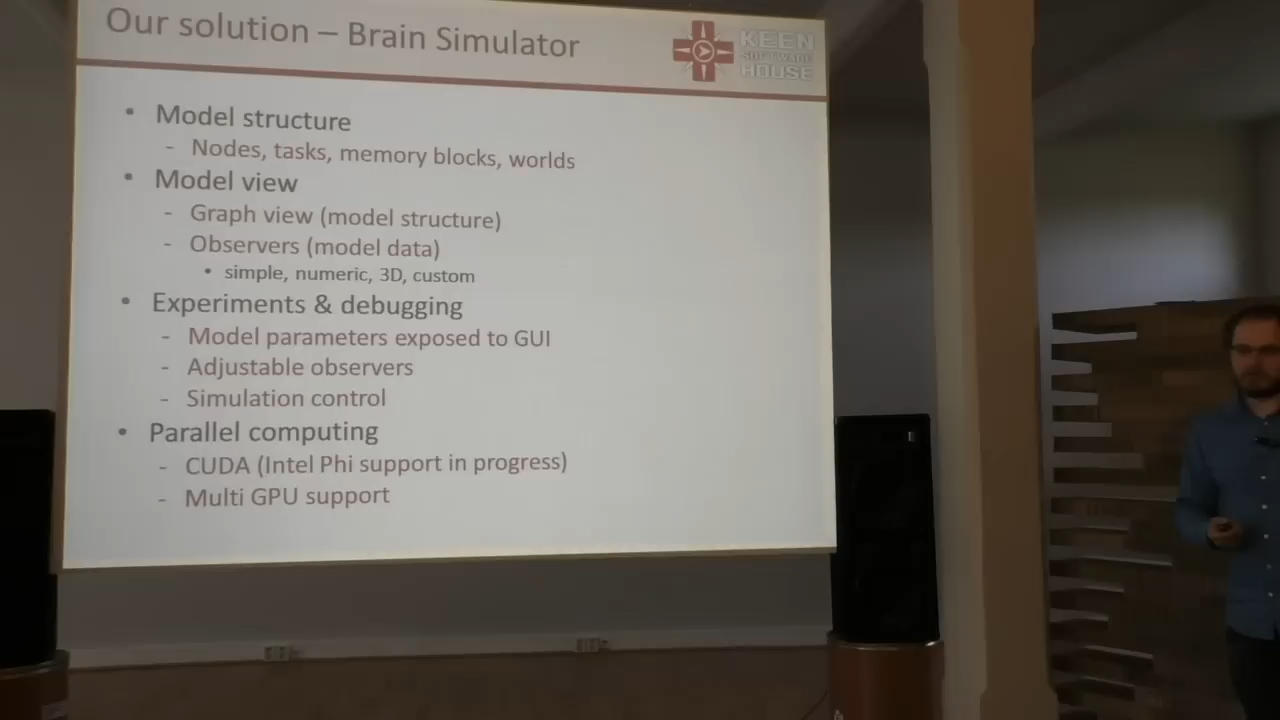 Our solution – Brain Simulator
KEEN
SOFTWARE
HOUSE
• Model structure
- Nodes, tasks, memory blocks, worlds
• Model view
- Graph view (model structure)
- Observers (model data)
• simple, numeric, 3D, custom
• Experiments & debugging
- Model parameters exposed to GUI
- Adjustable observers
- Simulation control
• Parallel computing
- CUDA (Intel Phi support in progress)
- Multi GPU support